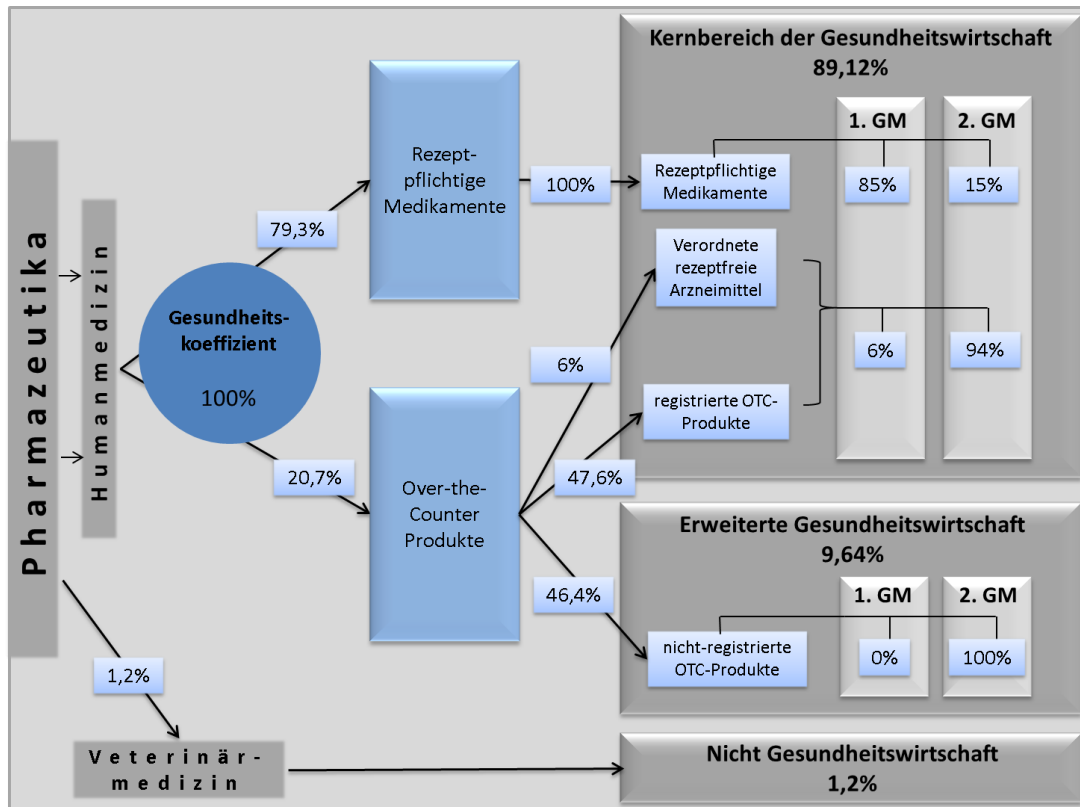 Pharmazeutika
Humanmedizin
Gesundheits-
koeffizient
100%
79,3%
20,7%
1,2%
Veterinär-
medizin
Rezept-
pflichtige
Medikamente
Over-the-
Counter
Produkte
100%
6%
47,6%
46,4%
Kernbereich der Gesundheitswirtschaft
89,12%
1. GM
2. GM
Rezeptpflichtige
Medikamente
85%
15%
Verordnete
rezeptfreie
Arzneimittel
6%
94%
registrierte OTC-
Produkte
Erweiterte Gesundheitswirtschaft
9,64%
1. GM
2. GM
nicht-registrierte
OTC-Produkte
0%
100%
Nicht Gesundheitswirtschaft
1,2%